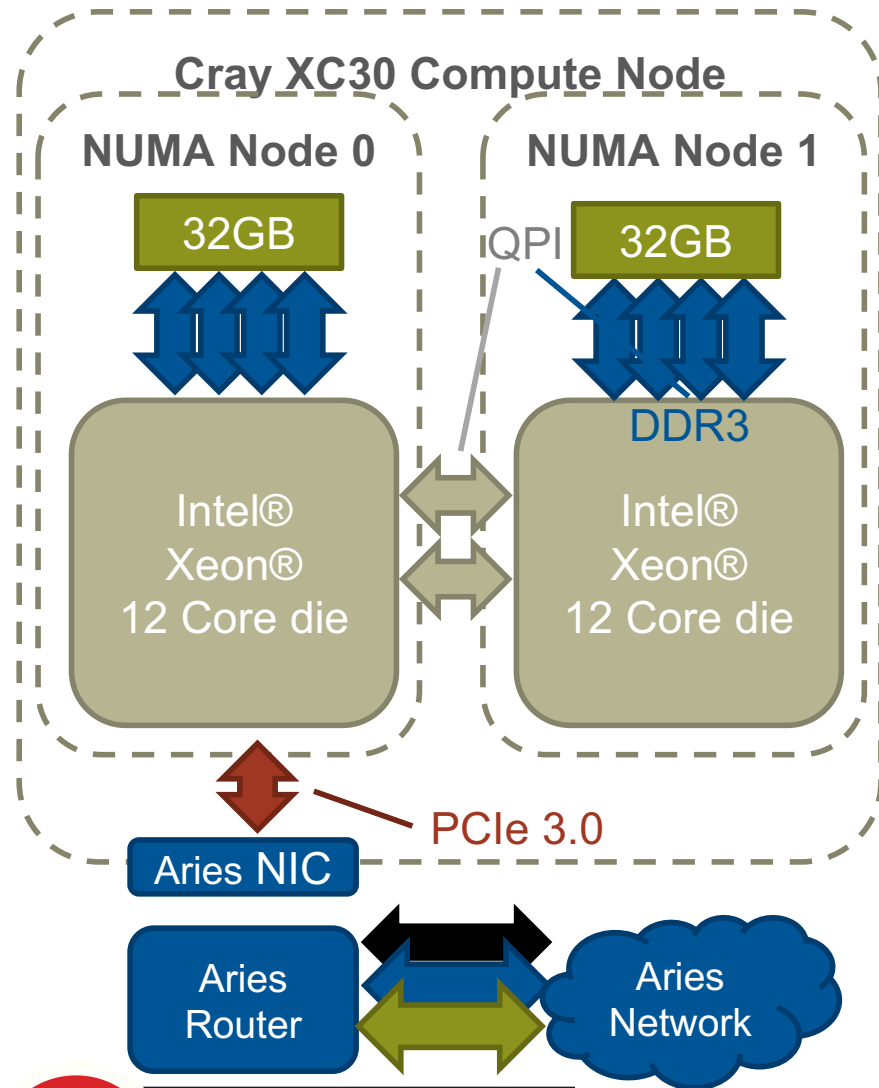 Cray XC30 Compute Node
NUMA Node 0
NUMA Node 1
32GB
QPI
32GB
DDR3
Intel®
Xeon®
12 Core die
Intel®
Xeon®
12 Core die
PCIe 3.0
Aries NIC
Aries
Router
Aries
Network